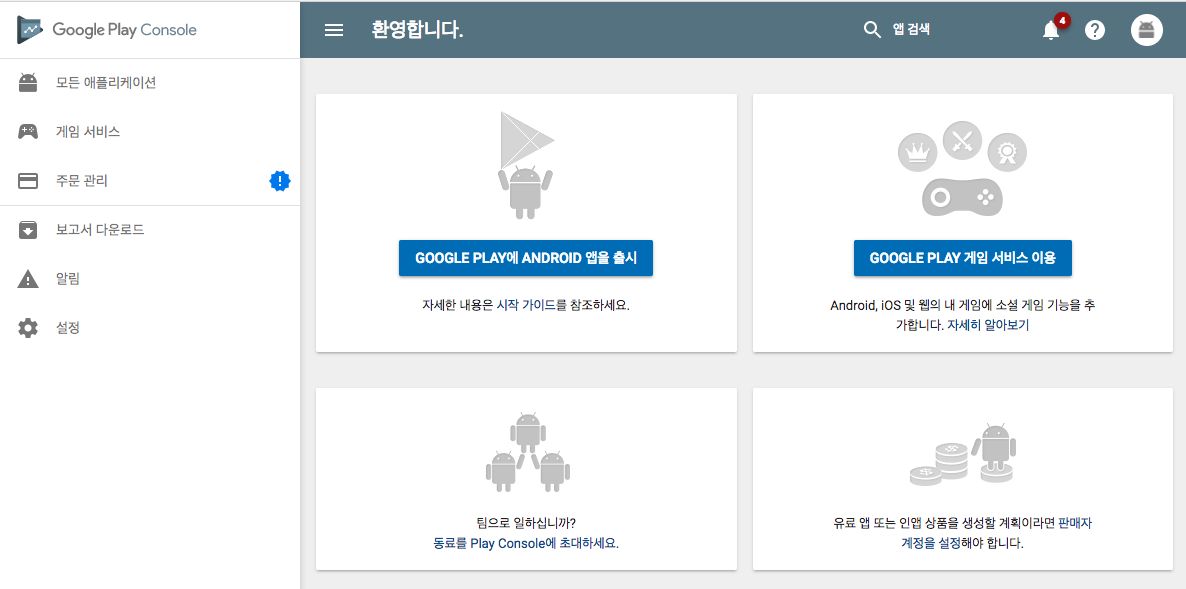 Google Play Console
환영합니다.
앱 검색
4
모든 애플리케이션
게임 서비스
주문 관리
보고서 다운로드
알림
설정
GOOGLE PLAY에 ANDROID 앱을 출시
자세한 내용은 시작 가이드를 참조하세요.
GOOGLE PLAY 게임 서비스 이용
Android, iOS 및 웹의 내 게임에 소셜 게임 기능을 추
가합니다. 자세히 알아보기
팀으로 일하십니까?
동료를 Play Console에 초대하세요.
유료 앱 또는 인앱 상품을 생성할 계획이라면 판매자
계정을 설정해야 합니다.